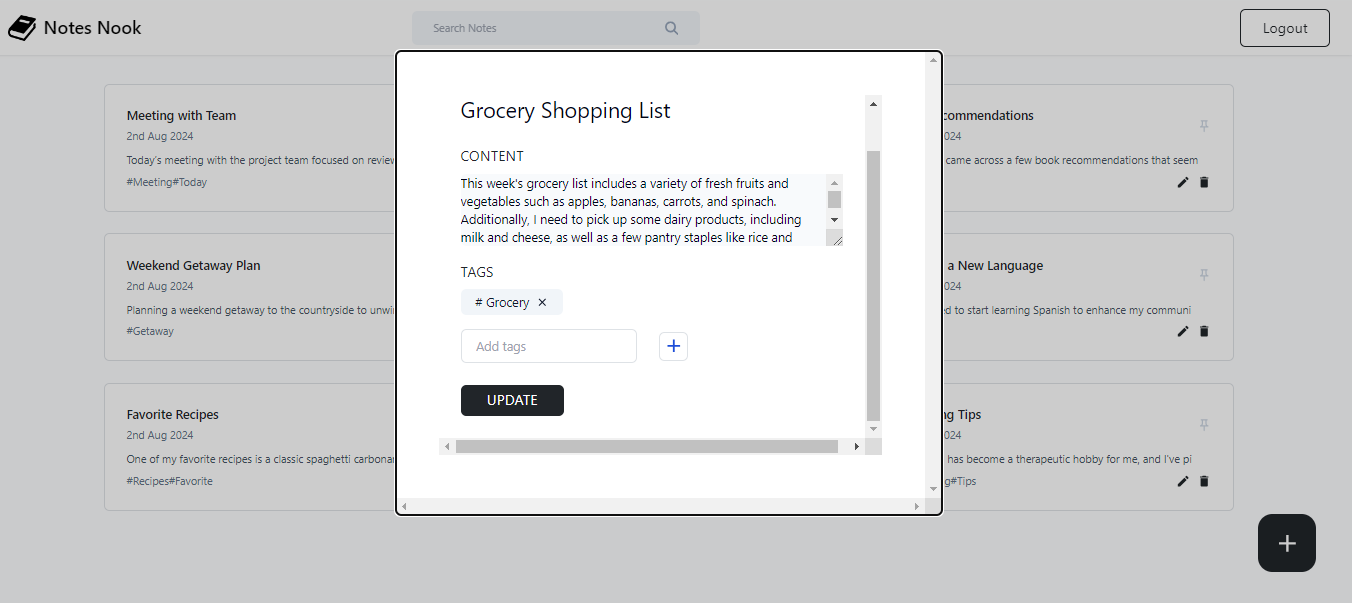 Notes Nook
Search Notes
Logout
Meeting with Team
2nd Aug 2024
Today's meeting with the project team focused on review
#Meeting#Today
Weekend Getaway Plan
2nd Aug 2024
Planning a weekend getaway to the countryside to unwi
#Getaway
Favorite Recipes
2nd Aug 2024
One of my favorite recipes is a classic spaghetti carbona
#Recipes#Favorite
Grocery Shopping List
CONTENT
This week's grocery list includes a variety of fresh fruits and
vegetables such as apples, bananas, carrots, and spinach.
Additionally, I need to pick up some dairy products, including
milk and cheese, as well as a few pantry staples like rice and
TAGS
# Grocery
Add tags
UPDATE
commendations
024
came across a few book recommendations that seem
a New Language
024
d to start learning Spanish to enhance my communi
ng Tips
024
has become a therapeutic hobby for me, and I've pi
g#Tips